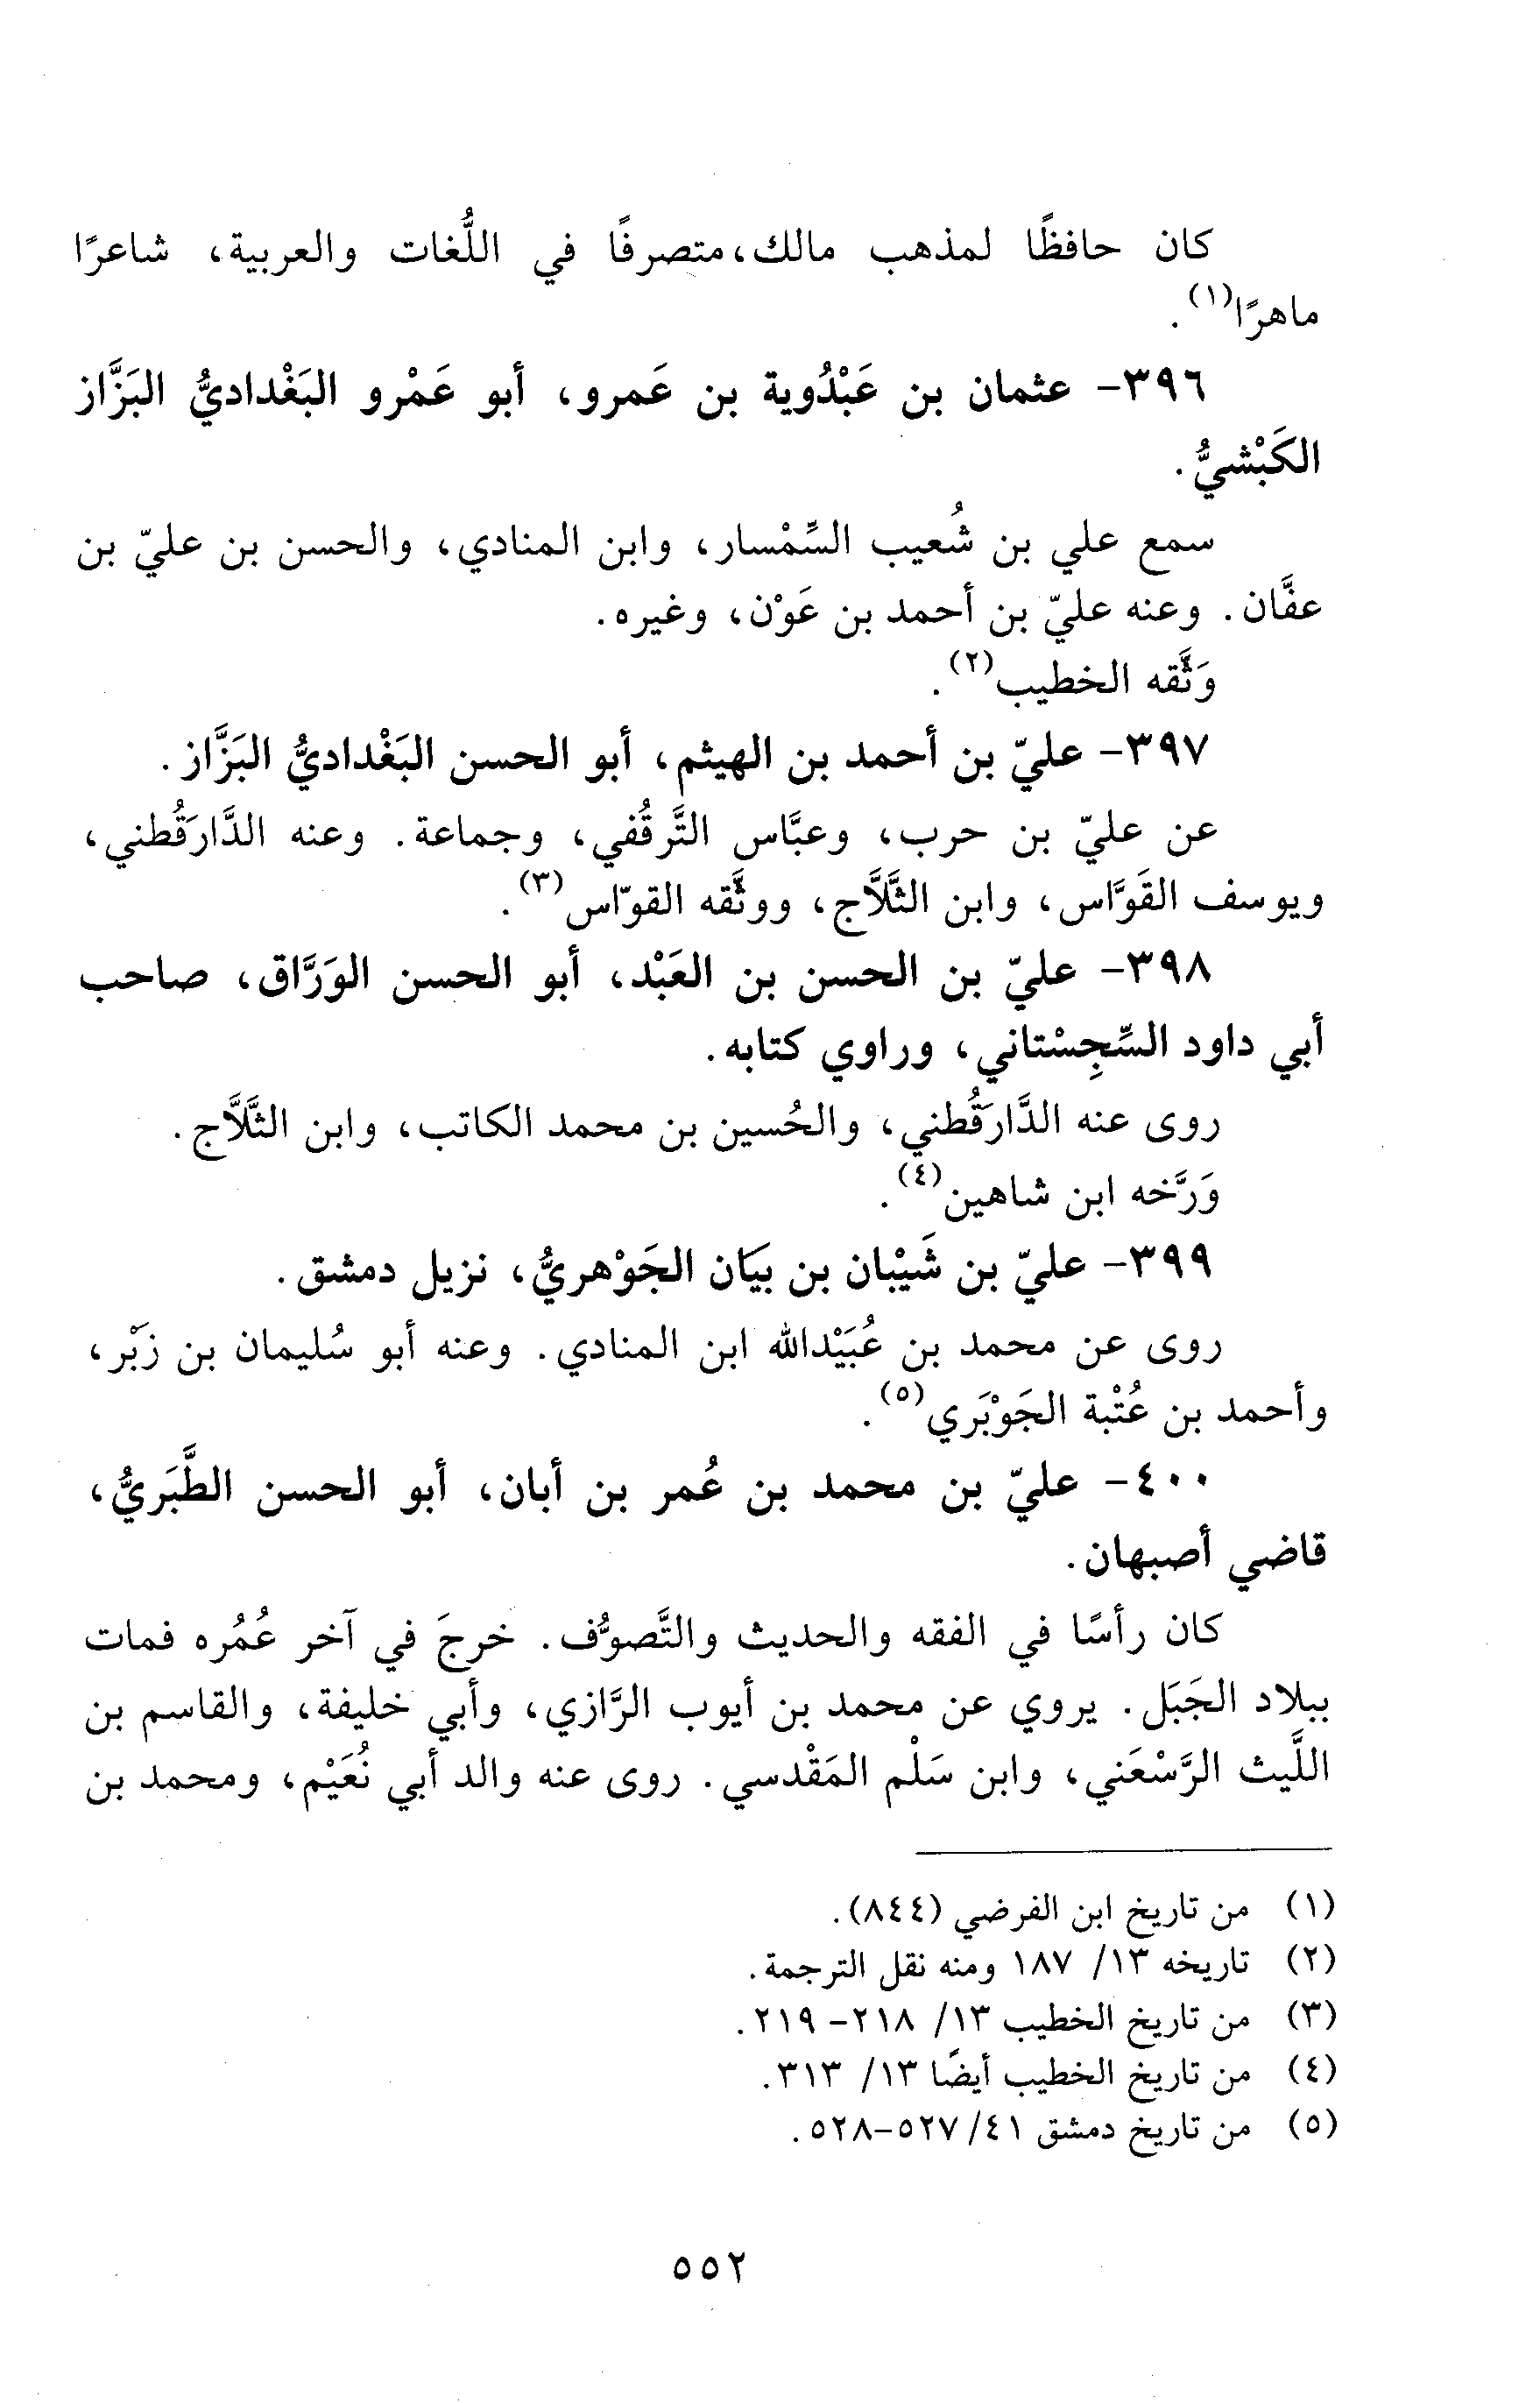 كان حافظًا لمذهب مالك، متصرفًا في اللُّغات والعربية، شاعرًا
ماهرًا(١).
٣٩٦- عثمان بن عَبْدُوية بن عَمرو، أبو عَمْرو البَغْداديُّ البَزَّاز
الكَبْشيُّ.
سمع علي بن شُعيب السِّمْسار، وابن المنادي، والحسن بن عليّ بن
عفَّان. وعنه عليّ بن أحمد بن عَوْن، وغيره.
وَثَّقه الخطيب(٢).
٣٩٧- عليّ بن أحمد بن الهيثم، أبو الحسن البَغْداديُّ البَزَّاز.
عن عليّ بن حرب، وعبَّاس التَّرقُفي، وجماعة. وعنه الدَّارَقُطني،
ويوسف القَوَّاس، وابن الثَّلَّاج، ووثَّقه القوّاس(٣).
٣٩٨- عليّ بن الحسن بن العَبْد، أبو الحسن الوَرَّاق، صاحب
أبي داود السِّجِسْتاني، وراوي كتابه.
روى عنه الدَّارَقُطني، والحُسين بن محمد الكاتب، وابن الثَّلَّاج.
وَرَّخه ابن شاهين(٤).
٣٩٩- عليّ بن شَيْبان بن بَيَان الجَوْهريُّ، نزيل دمشق.
روى عن محمد بن عُبَيْدالله ابن المنادي. وعنه أبو سُليمان بن زَبْر،
وأحمد بن عُتْبة الجَوْبَري(٥).
٤٠٠- عليّ بن محمد بن عُمر بن أبان، أبو الحسن الطَّبَريُّ،
قاضي أصبهان.
كان رأسًا في الفقه والحديث والتَّصوُّف. خرجَ في آخر عُمُره فمات
ببلاد الجَبَل. يروي عن محمد بن أيوب الرَّازي، وأبي خليفة، والقاسم بن
اللَّيث الرَّسْعَني، وابن سَلْم المَقْدسي. روى عنه والد أبي نُعَيْم، ومحمد بن
(١) من تاريخ ابن الفرضي (٨٤٤).
(٢) تاريخه ١٣/ ١٨٧ ومنه نقل الترجمة.
(٣) من تاريخ الخطيب ١٣/ ٢١٨- ٢١٩.
(٤) من تاريخ الخطيب أيضًا ١٣/ ٣١٣.
(٥) من تاريخ دمشق ٤١/ ٥٢٧-٥٢٨.
٥٥٢